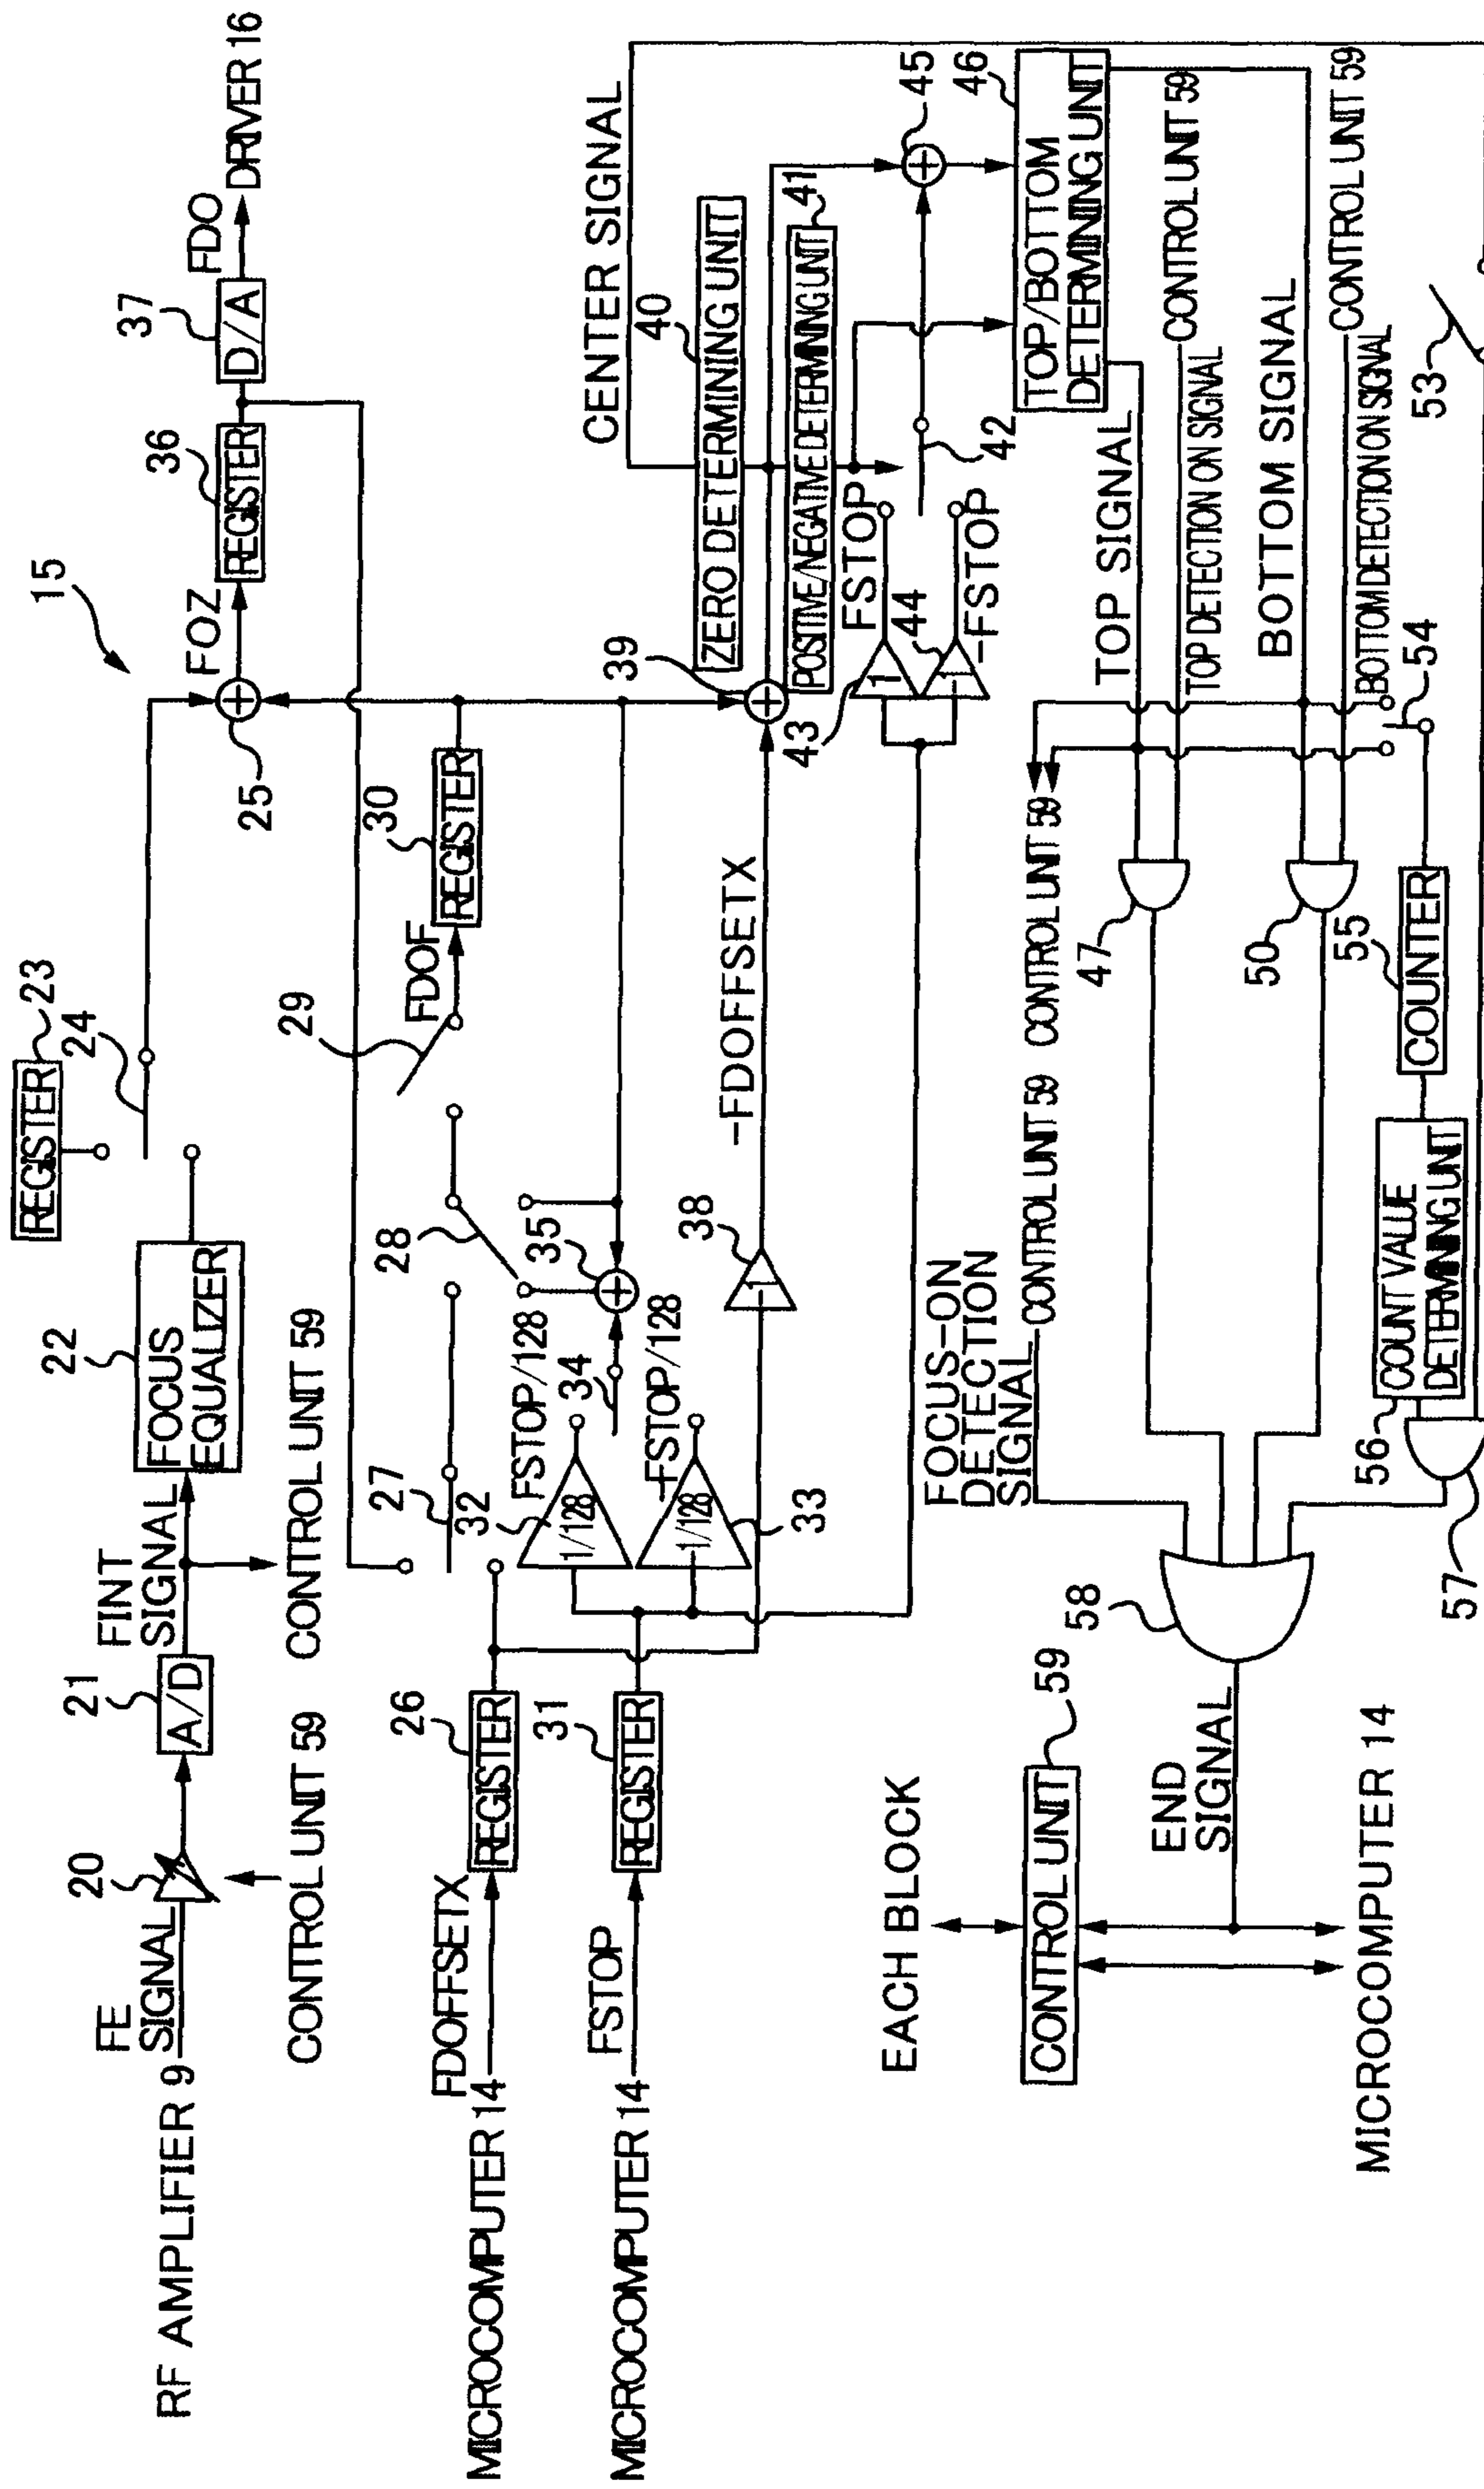 15
RF AMPLIFIER 9
FE
SIGNAL
20
CONTROL UNIT 59
21
A/D
FINT
SIGNAL
CONTROL UNIT 59
22
FOCUS
EQUALIZER
REGISTER
23
24
25
FOZ
36
REGISTER
37
D/A
FDO
DRIVER 16
MICROCOMPUTER 14
FDOFFSETX
26
REGISTER
27
28
29
FDOF
30
REGISTER
MICROCOMPUTER 14
FSTOP
31
REGISTER
32
1/128
FSTOP/128
34
35
1/128
-FSTOP/128
33
38
-FDOFFSETX
39
CENTER SIGNAL
40
ZERO DETERMINING UNIT
POSITIVE/NEGATIVE DETERMINING UNIT
41
FSTOP
43
1
44
-FSTOP
42
45
46
TOP/BOTTOM
DETERMINING UNIT
TOP SIGNAL
TOP DETECTION ON SIGNAL
CONTROL UNIT 59
BOTTOM SIGNAL
BOTTOM DETECTION ON SIGNAL
CONTROL UNIT 59
FOCUS-ON
DETECTION
SIGNAL
CONTROL UNIT 59
CONTROL UNIT 59
47
50
53
54
55
COUNTER
56
COUNT VALUE
DETERMINING UNIT
57
58
END
SIGNAL
EACH BLOCK
59
CONTROL UNIT
MICROCOMPUTER 14